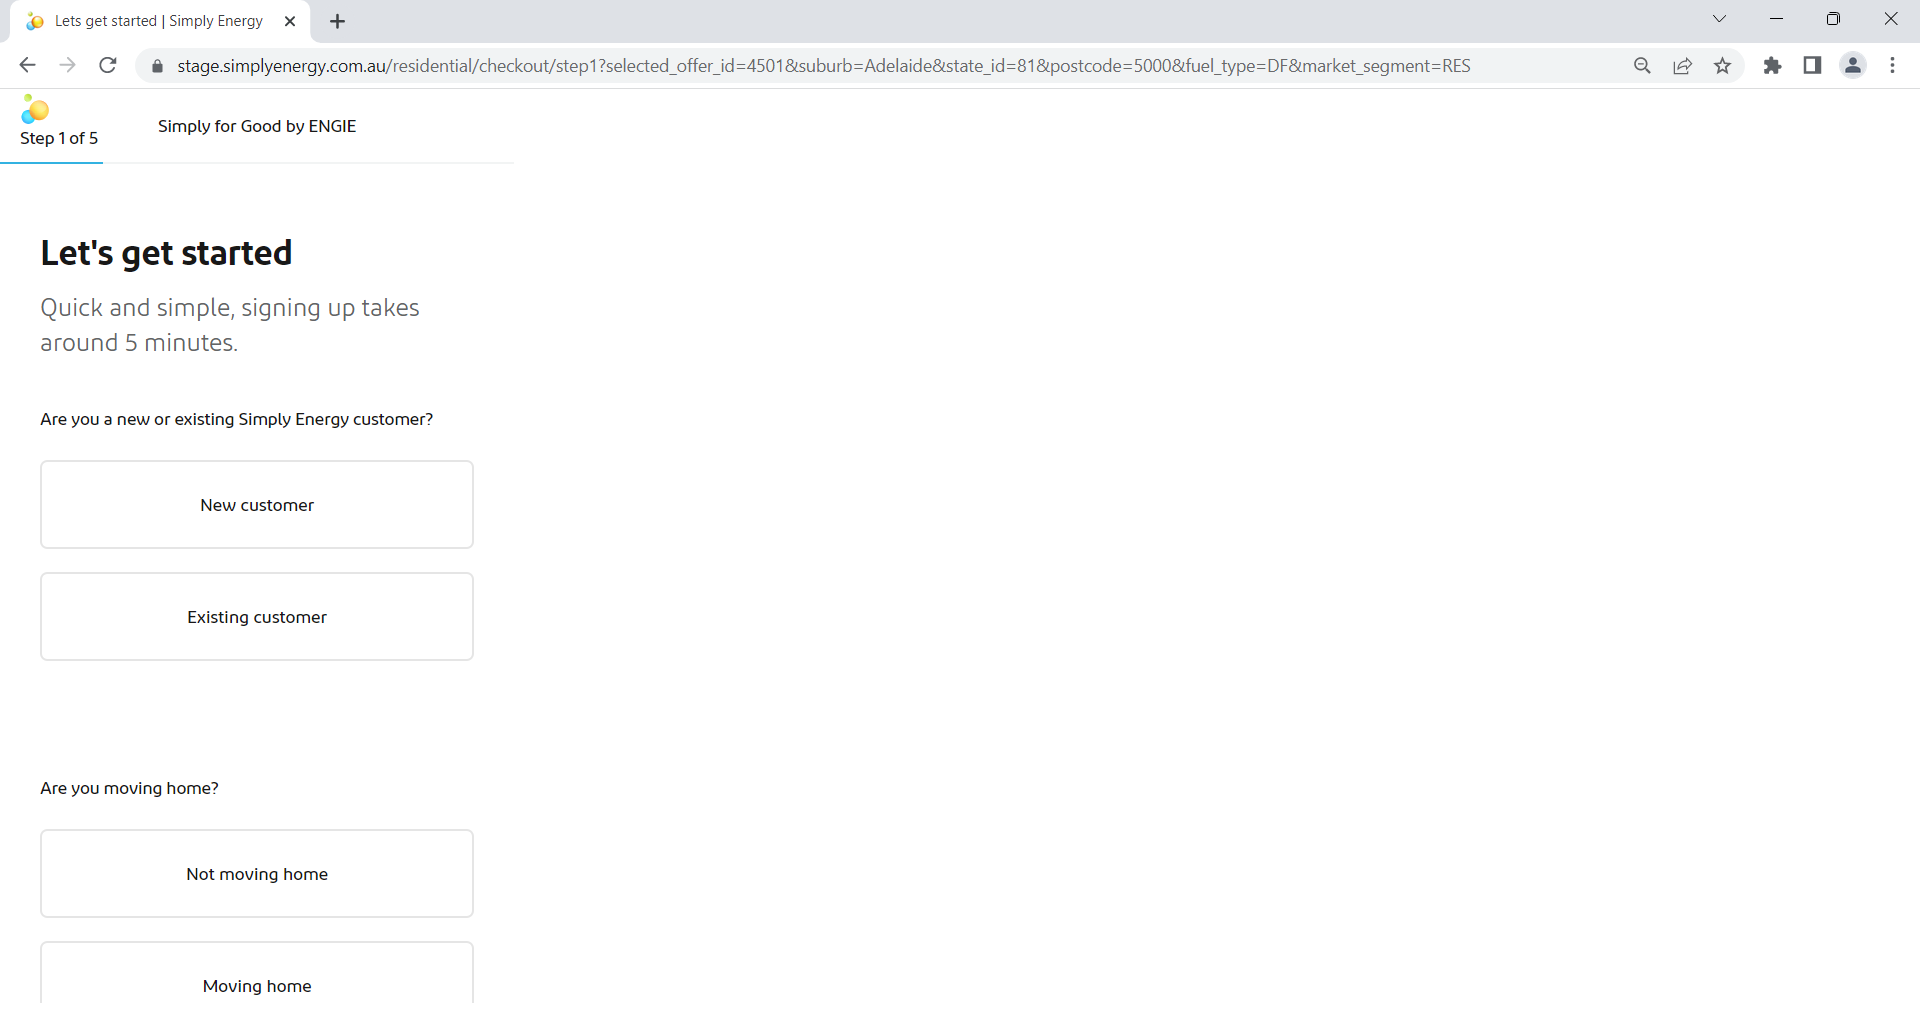 Lets get started | Simply Energy
stage.simplyenergy.com.au/residential/checkout/step1?selected_offer_id=4501&suburb=Adelaide&state_id=81&postcode=5000&fuel_type=DF&market_segment=RES
Step 1 of 5
Simply for Good by ENGIE
Let's get started
Quick and simple, signing up takes
around 5 minutes.
Are you a new or existing Simply Energy customer?
New customer
Existing customer
Are you moving home?
Not moving home
Moving home